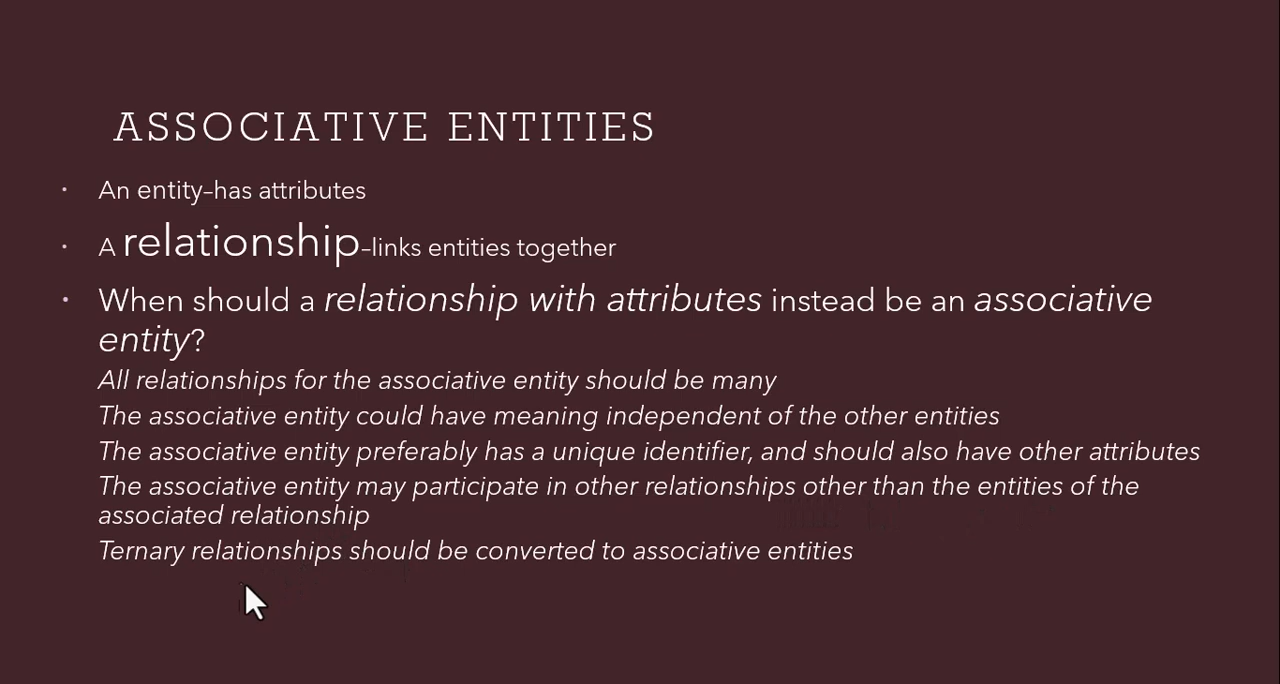 ASSOCIATIVE ENTITIES
• An entity–has attributes
• A relationship–links entities together
• When should a relationship with attributes instead be an associative
entity?
All relationships for the associative entity should be many
The associative entity could have meaning independent of the other entities
The associative entity preferably has a unique identifier, and should also have other attributes
The associative entity may participate in other relationships other than the entities of the
associated relationship
Ternary relationships should be converted to associative entities